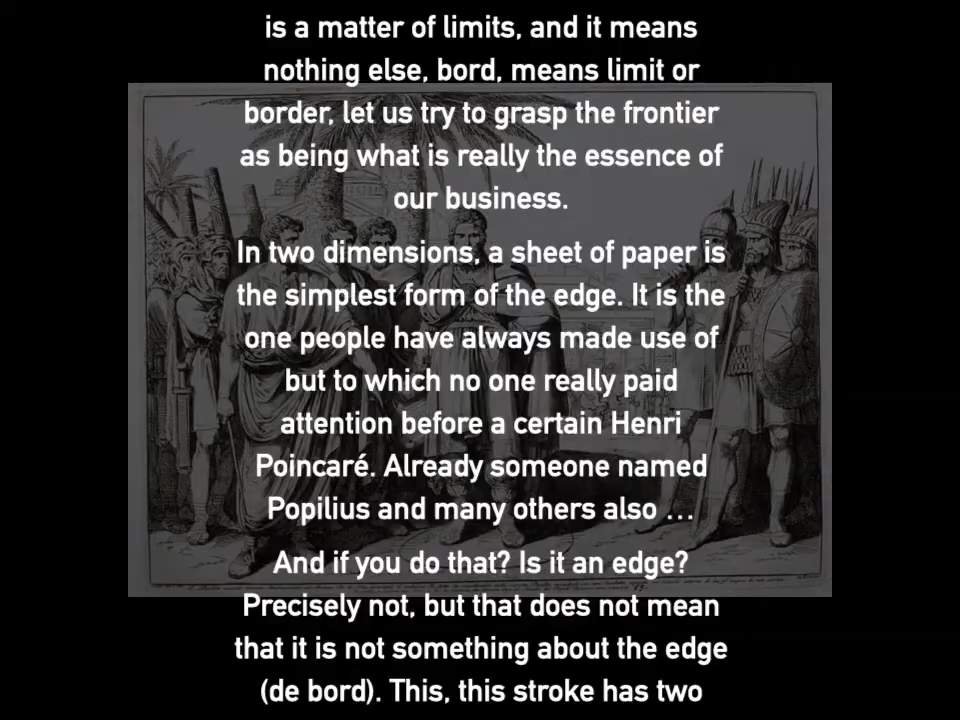 is a matter of limits, and it means
nothing else, bord, means limit or
border, let us try to grasp the frontier
as being what is really the essence of
our business.
In two dimensions, a sheet of paper is
the simplest form of the edge. It is the
one people have always made use of
but to which no one really paid
attention before a certain Henri
Poincaré. Already someone named
Popilius and many others also …
And if you do that? Is it an edge?
Precisely not, but that does not mean
that it is not something about the edge
(de bord). This, this stroke has two